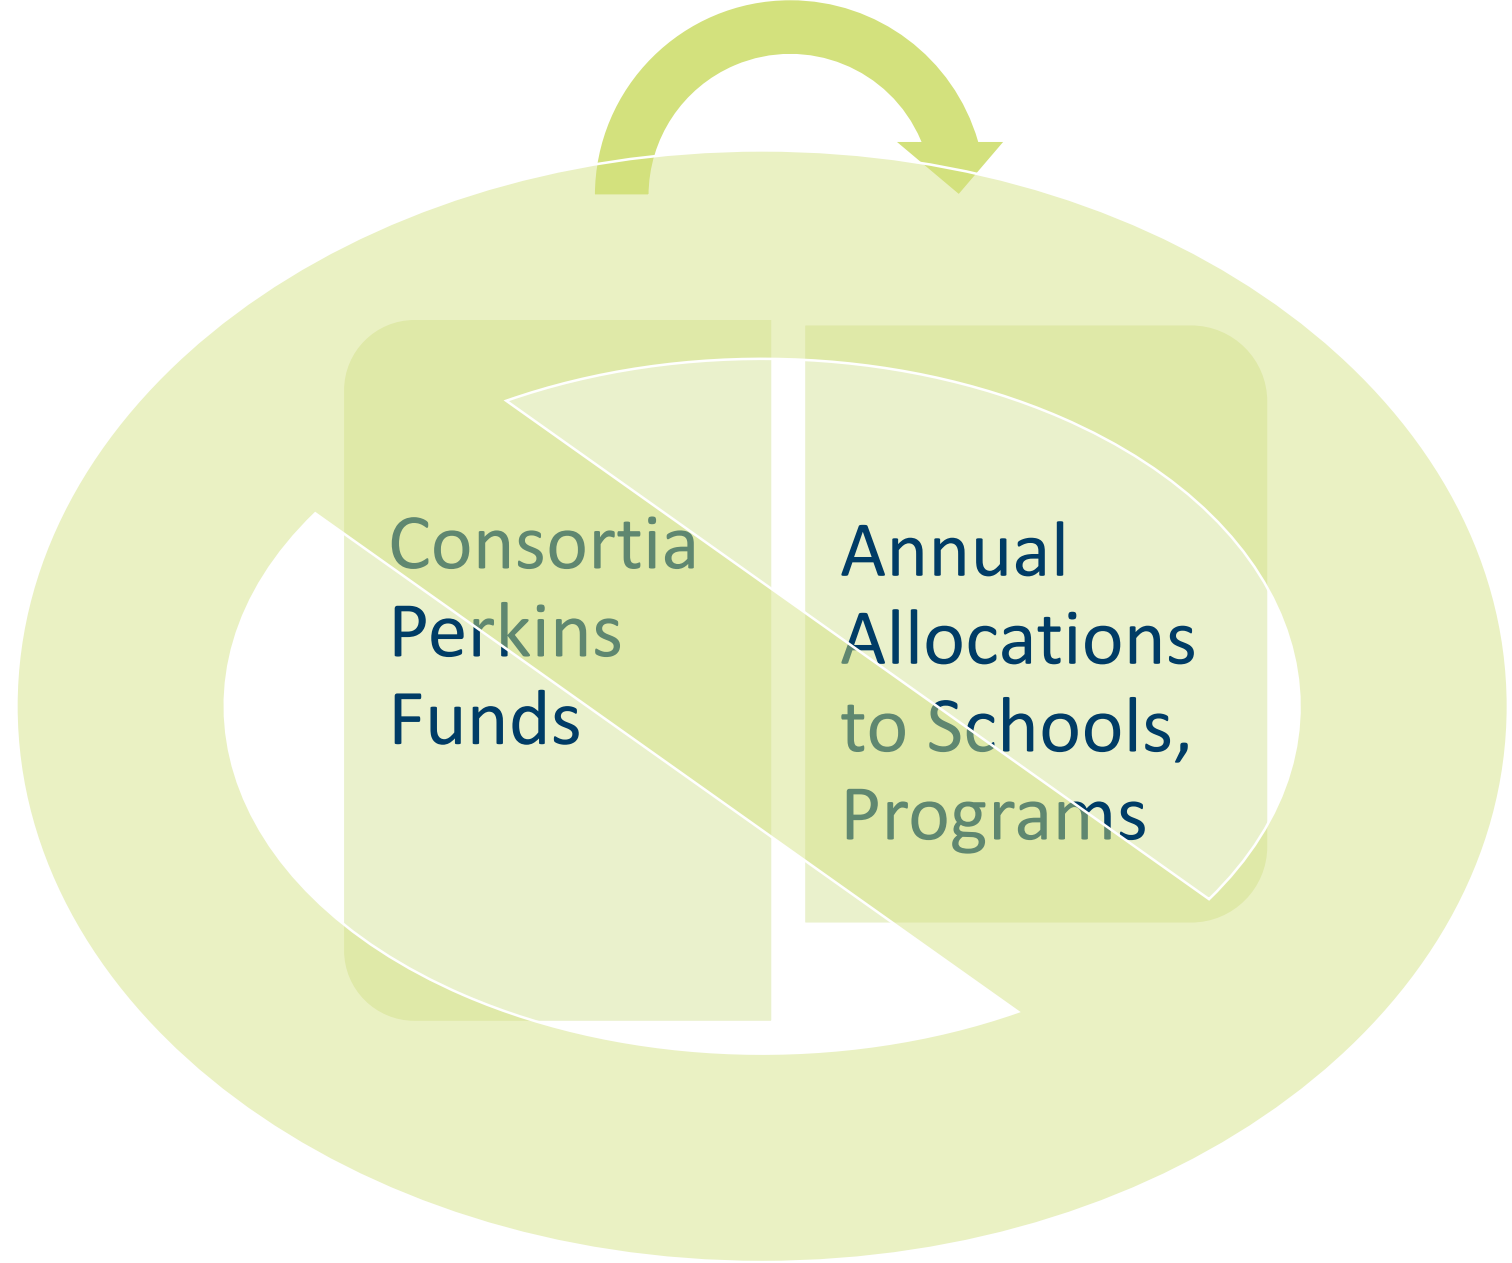 Consortia
Perkins
Funds
Annual
Allocations
to Schools,
Programs